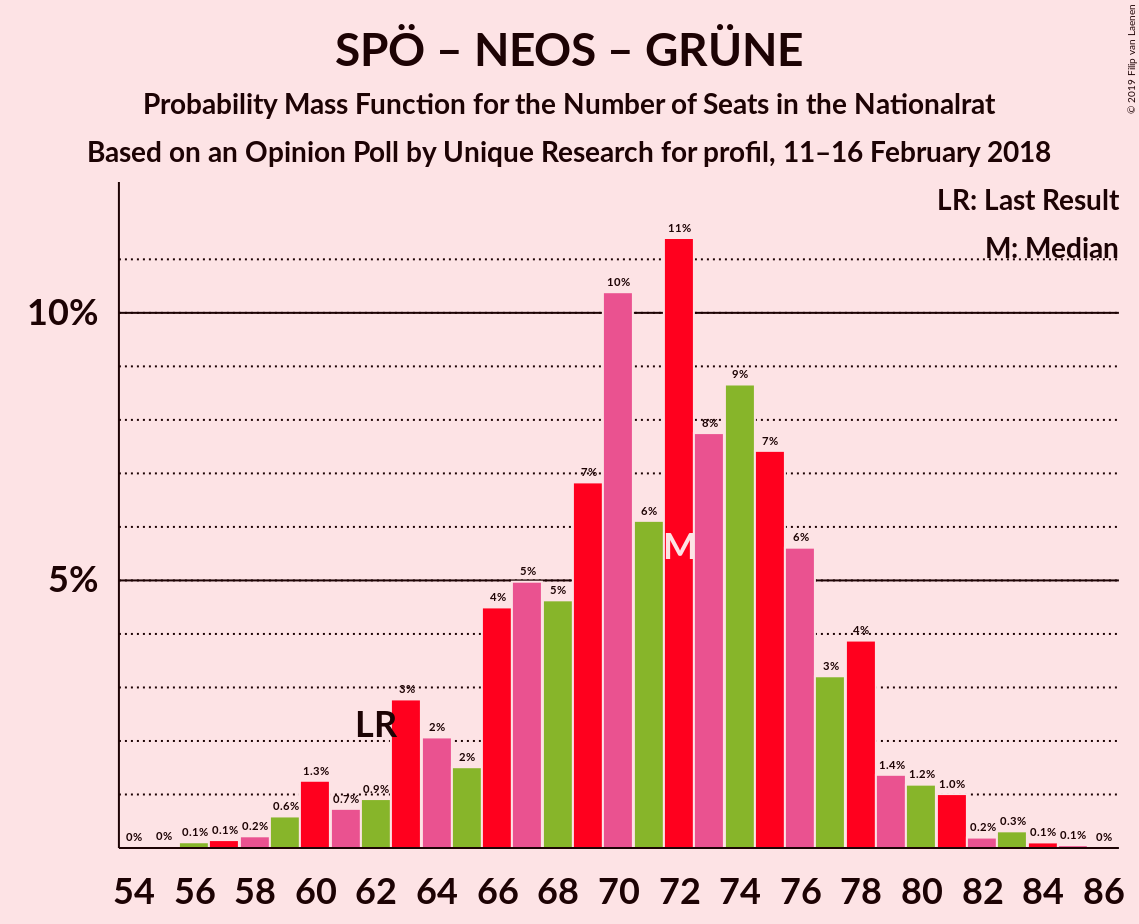 SPÖ – NEOS – GRÜNE
Probability Mass Function for the Number of Seats in the Nationalrat
Based on an Opinion Poll by Unique Research for profil, 11–16 February 2018
© 2019 Filip van Laenen
LR: Last Result
M: Median
10%
5%
0% 0% 0.1% 0.1% 0.2% 0.6% 1.3% 0.7% 0.9% 3% 2% 2% 4% 5% 5% 7% 10% 6% 11% 8% 9% 7% 6% 3% 4% 1.4% 1.2% 1.0% 0.2% 0.3% 0.1% 0.1% 0%
LR
M
54 56 58 60 62 64 66 68 70 72 74 76 78 80 82 84 86